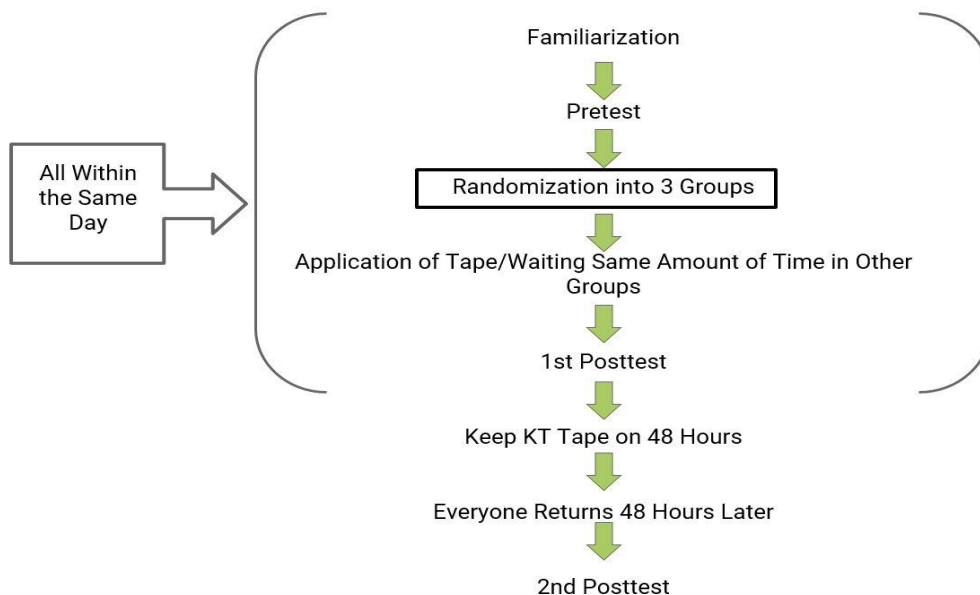 Familiarization
Pretest
All Within
the Same
Day
Randomization into 3 Groups
Application of Tape/Waiting Same Amount of Time in Other
Groups
1st Posttest
Keep KT Tape on 48 Hours
Everyone Returns 48 Hours Later
2nd Posttest